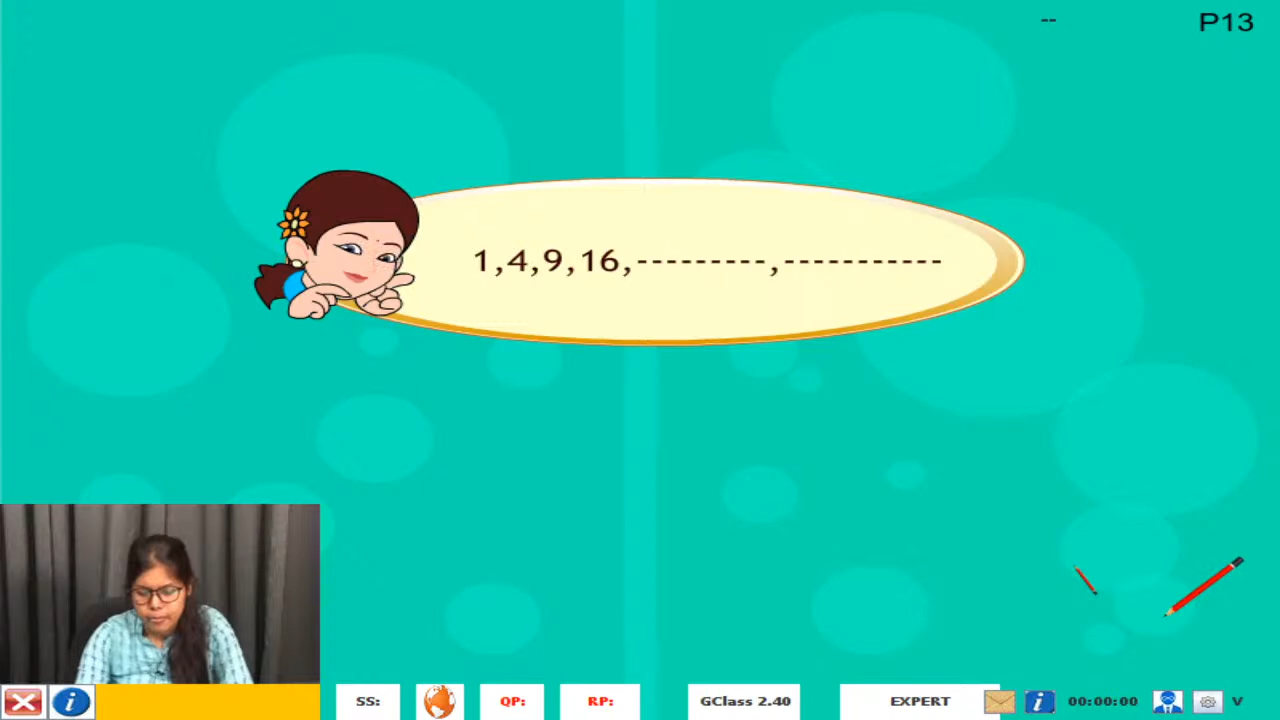 --
P13
1,4,9,16,---------,-----------
SS:
QP:
RP:
GClass 2.40
EXPERT
00:00:00
V